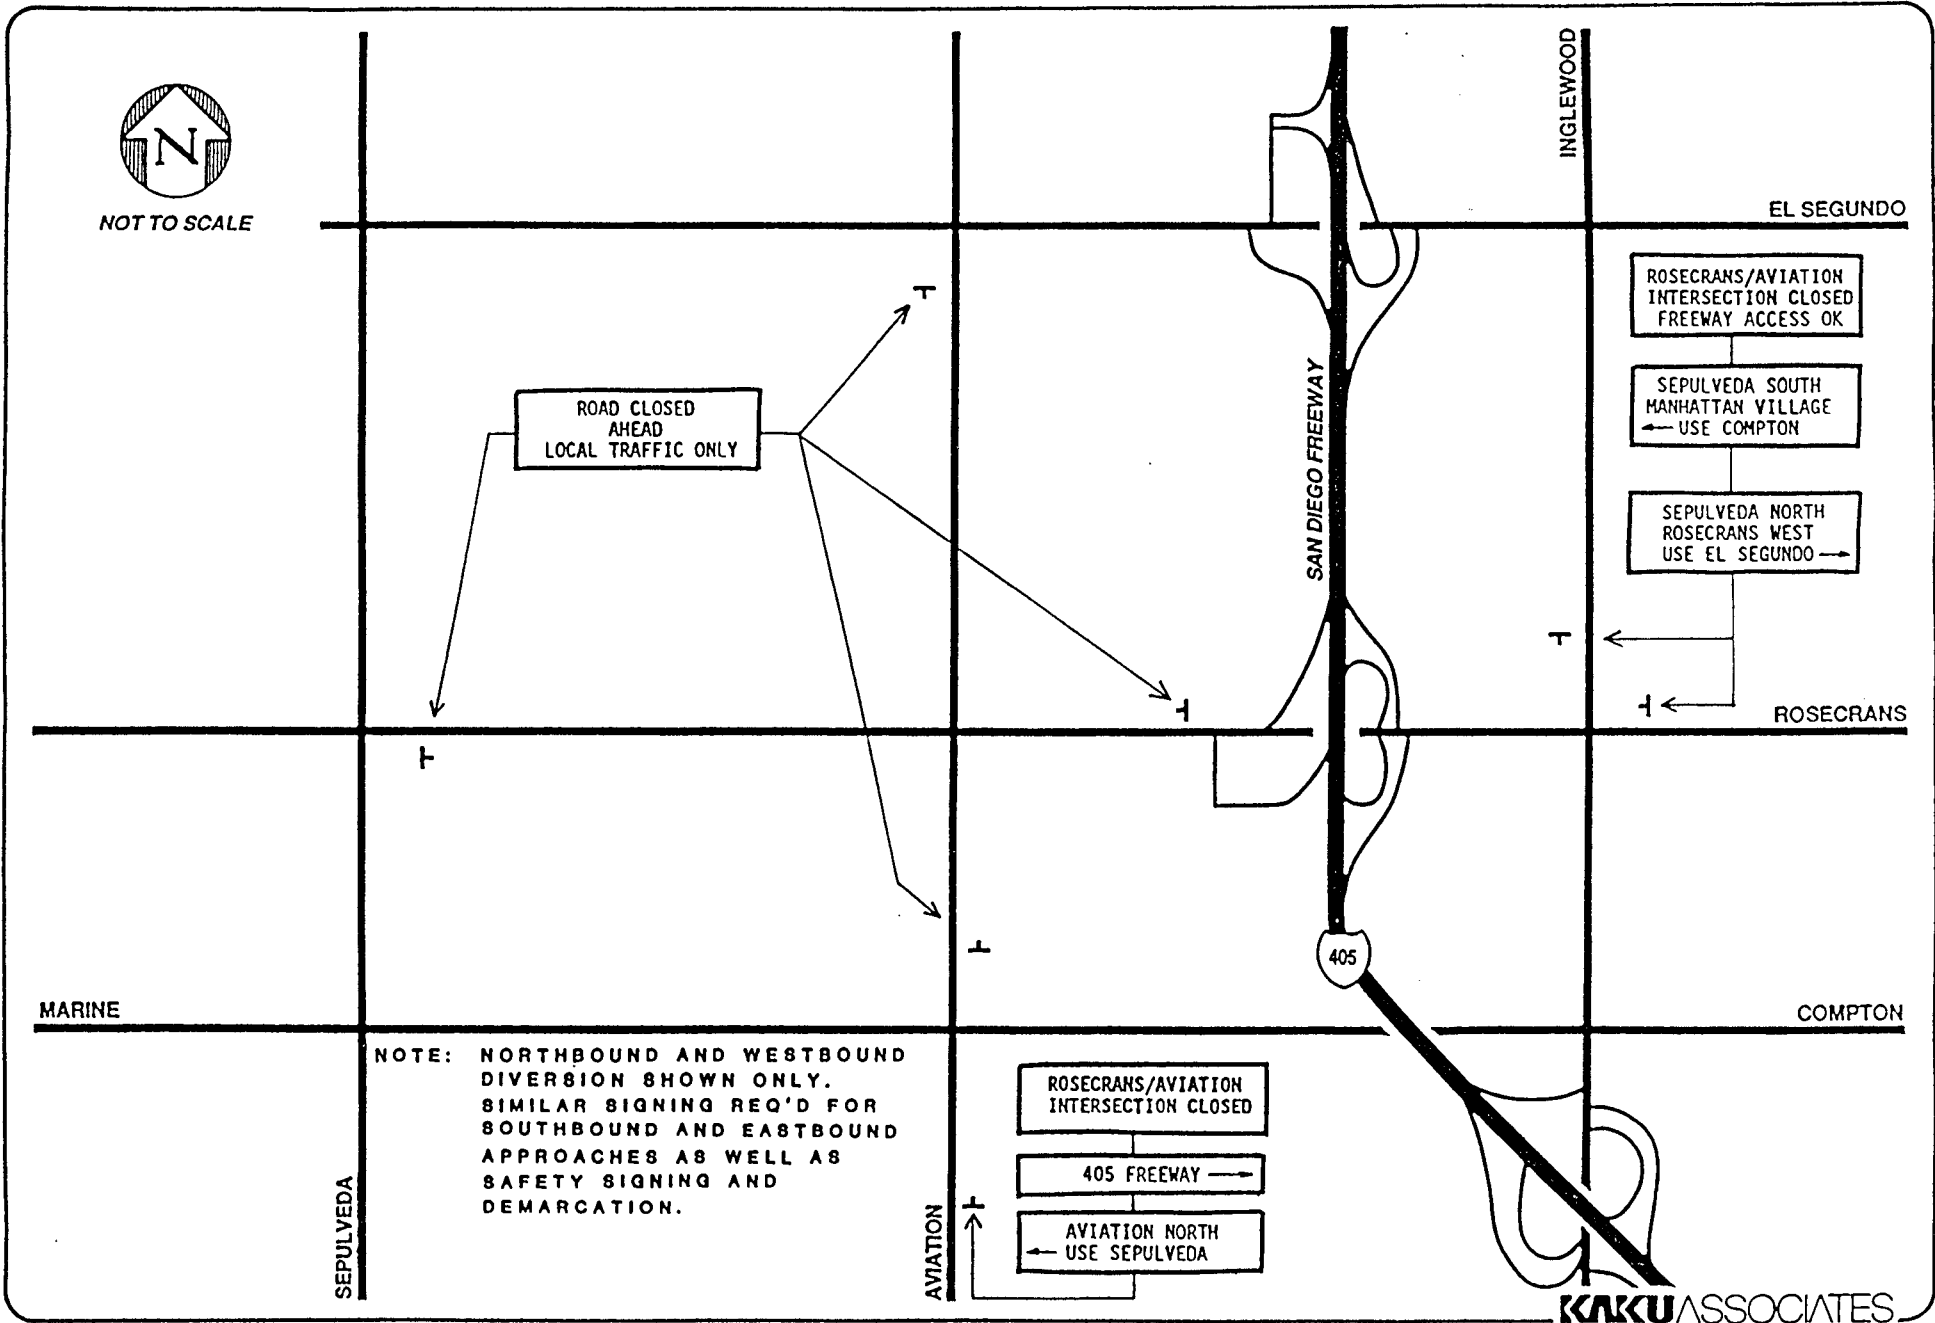 INGLEWOOD
N
NOT TO SCALE
EL SEGUNDO
ROSECRANS/AVIATION
INTERSECTION CLOSED
FREEWAY ACCESS OK
SEPULVEDA SOUTH
MANHATTAN VILLAGE
← USE COMPTON
SEPULVEDA NORTH
ROSECRANS WEST
USE EL SEGUNDO →
ROAD CLOSED
AHEAD
LOCAL TRAFFIC ONLY
SAN DIEGO FREEWAY
ROSECRANS
405
MARINE
COMPTON
NOTE: NORTHBOUND AND WESTBOUND
DIVERSION SHOWN ONLY.
SIMILAR SIGNING REQ'D FOR
SOUTHBOUND AND EASTBOUND
APPROACHES AS WELL AS
SAFETY SIGNING AND
DEMARCATION.
SEPULVEDA
AVIATION
ROSECRANS/AVIATION
INTERSECTION CLOSED
405 FREEWAY →
AVIATION NORTH
← USE SEPULVEDA
KAKU ASSOCIATES